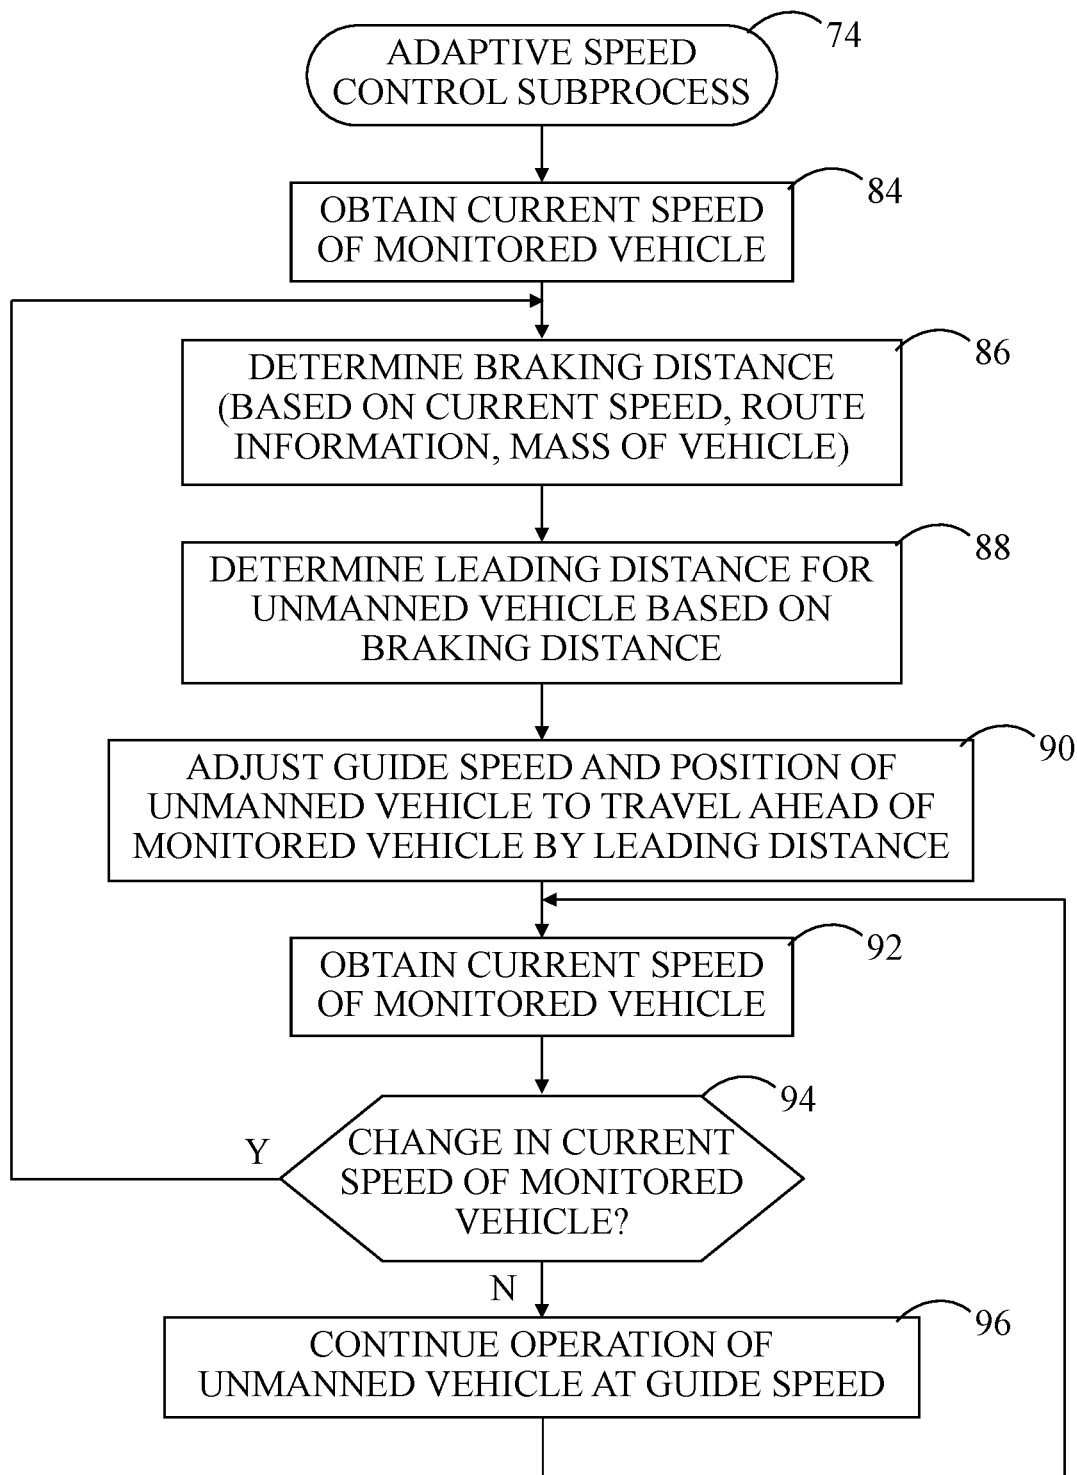 ADAPTIVE SPEED
CONTROL SUBPROCESS
74
OBTAIN CURRENT SPEED
OF MONITORED VEHICLE
84
DETERMINE BRAKING DISTANCE
(BASED ON CURRENT SPEED, ROUTE
INFORMATION, MASS OF VEHICLE)
86
DETERMINE LEADING DISTANCE FOR
UNMANNED VEHICLE BASED ON
BRAKING DISTANCE
88
ADJUST GUIDE SPEED AND POSITION OF
UNMANNED VEHICLE TO TRAVEL AHEAD OF
MONITORED VEHICLE BY LEADING DISTANCE
90
OBTAIN CURRENT SPEED
OF MONITORED VEHICLE
92
CHANGE IN CURRENT
SPEED OF MONITORED
VEHICLE?
94
Y
N
CONTINUE OPERATION OF
UNMANNED VEHICLE AT GUIDE SPEED
96